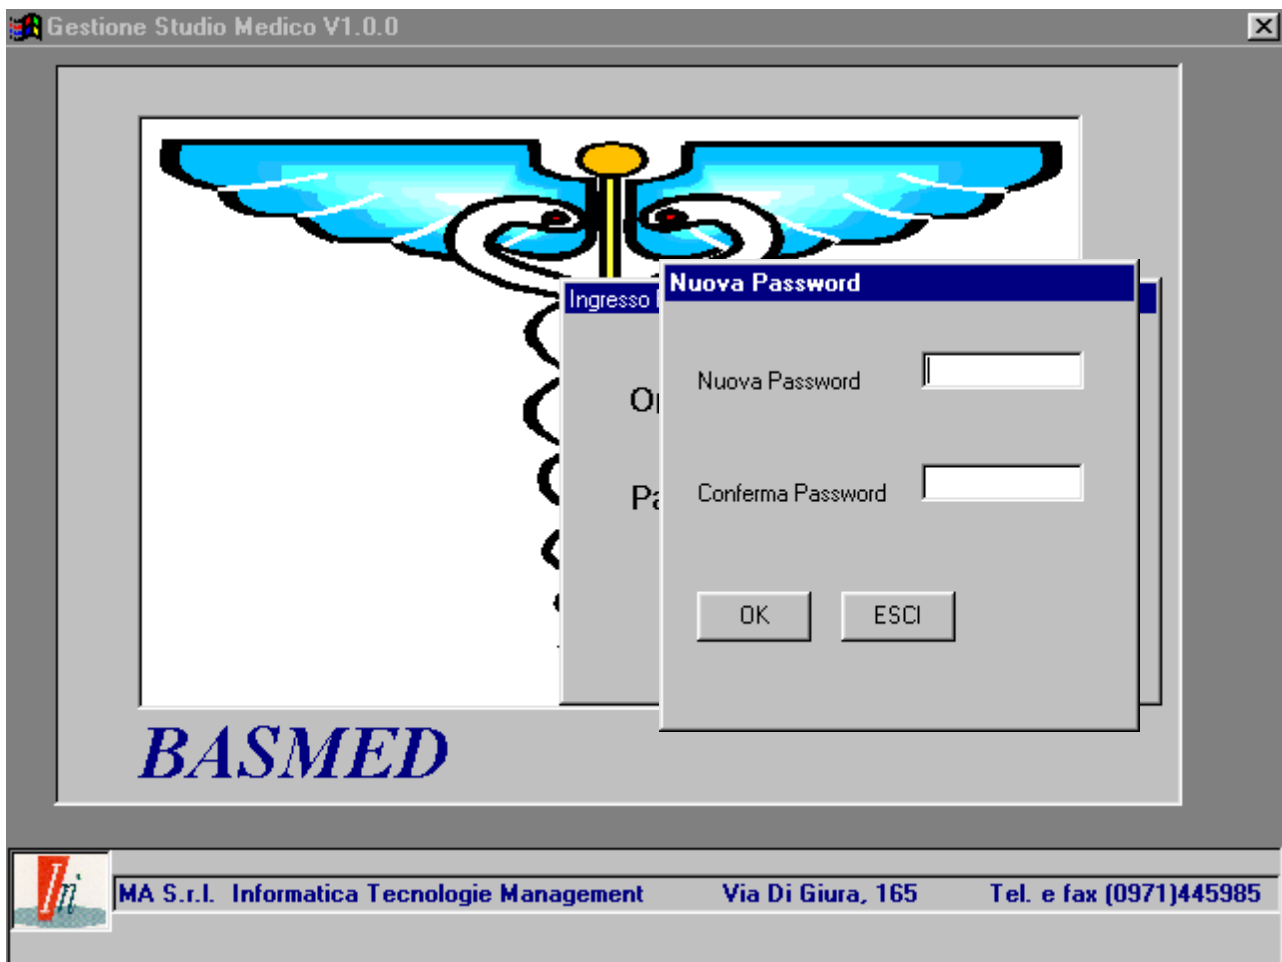 Gestione Studio Medico V1.0.0
Nuova Password
Ingresso
Nuova Password
Conferma Password
OK ESCI
BASMED
MA S.r.l. Informatica Tecnologie Management Via Di Giura, 165 Tel. e fax (0971)445985